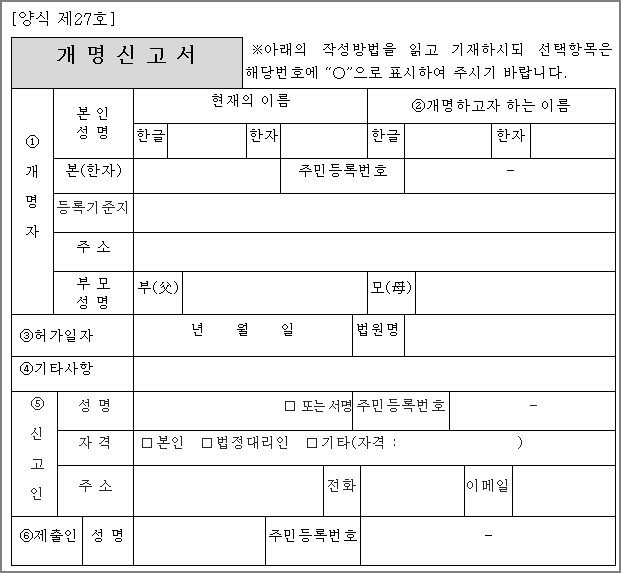 [양식 제27호]
개 명 신 고 서
※아래의 작성방법을 읽고 기재하시되 선택항목은
해당번호에 “○”으로 표시하여 주시기 바랍니다.
① 개 명 자
본 인 성 명
현재의 이름
②개명하고자 하는 이름
한글
한자
한글
한자
본(한자)
주민등록번호
-
등록기준지
주 소
부 모 성 명
부(父)
모(母)
③허가일자
년 월 일
법원명
④기타사항
⑤ 신 고 인
성 명
□ 또는 서명
주민등록번호
-
자 격
□본인 □법정대리인 □기타(자격 : )
주 소
전화
이메일
⑥제출인
성 명
주민등록번호
-